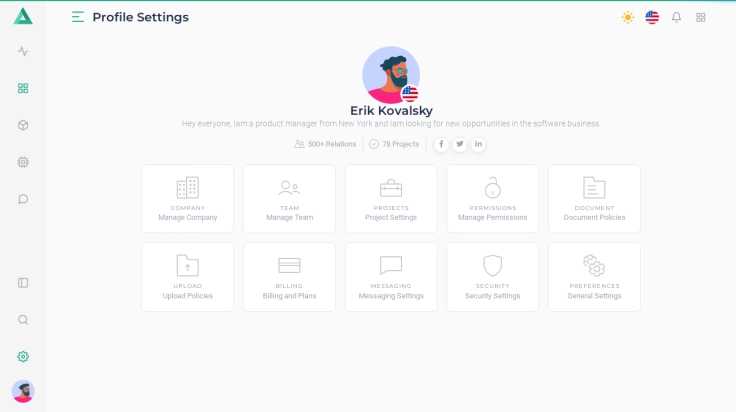 Profile Settings
Erik Kovalsky
Hey everyone, Iam a product manager from New York and iam looking for new opportunities in the software business.
500+ Relations
78 Projects
COMPANY
Manage Company
TEAM
Manage Team
PROJECTS
Project Settings
PERMISSIONS
Manage Permissions
DOCUMENT
Document Policies
UPLOAD
Upload Policies
BILLING
Billing and Plans
MESSAGING
Messaging Settings
SECURITY
Security Settings
PREFERENCES
General Settings